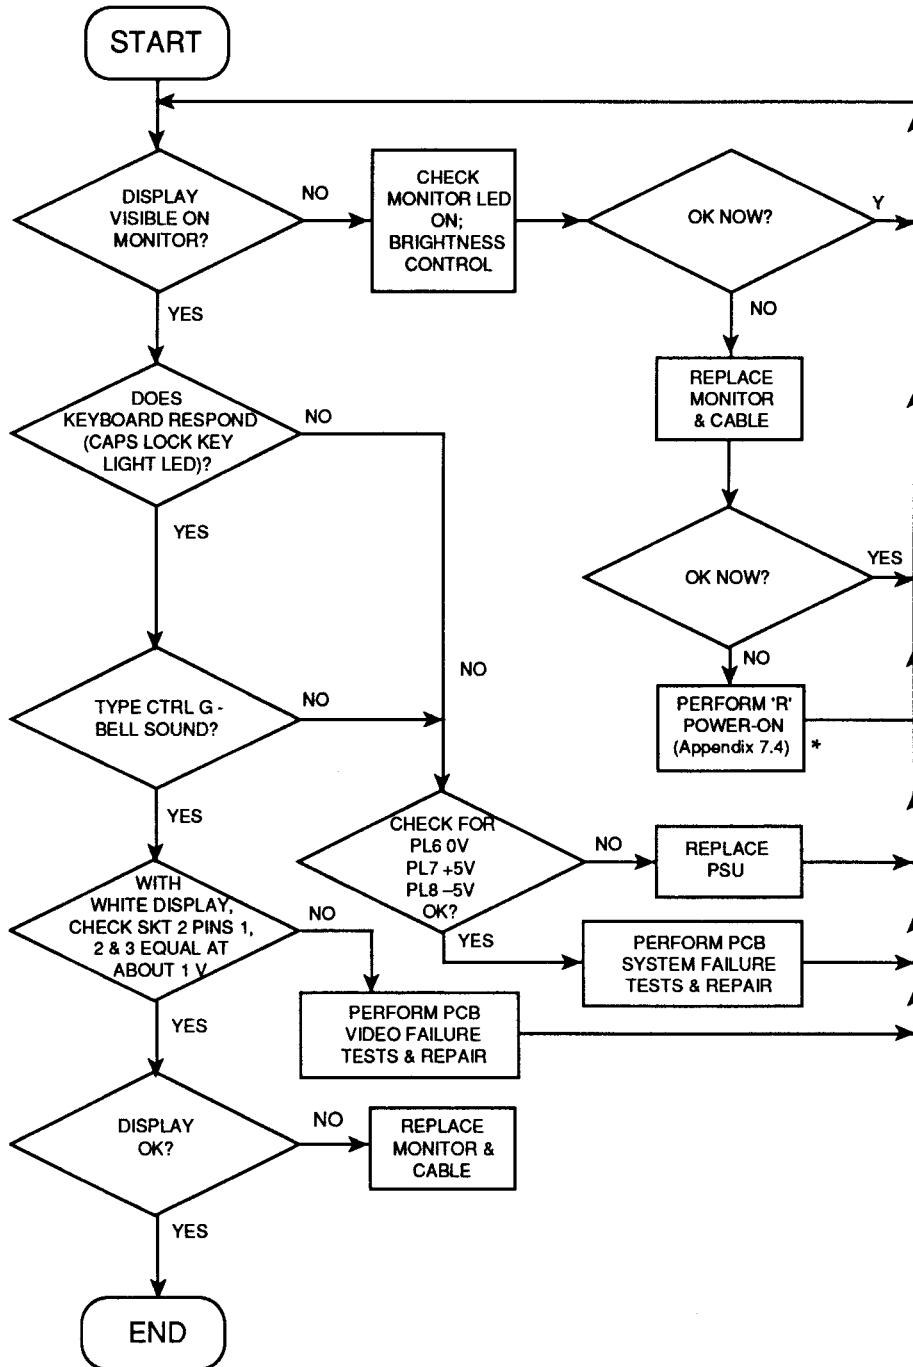 START
DISPLAY
VISIBLE ON
MONITOR?
NO
CHECK
MONITOR LED
ON;
BRIGHTNESS
CONTROL
OK NOW?
Y
YES
NO
REPLACE
MONITOR
& CABLE
DOES
KEYBOARD RESPOND
(CAPS LOCK KEY
LIGHT LED)?
NO
YES
OK NOW?
YES
NO
TYPE CTRL G -
BELL SOUND?
NO
NO
PERFORM 'R'
POWER-ON
(Appendix 7.4)
*
YES
CHECK FOR
PL6 0V
PL7 +5V
PL8 –5V
OK?
NO
REPLACE
PSU
YES
PERFORM PCB
SYSTEM FAILURE
TESTS & REPAIR
WITH
WHITE DISPLAY,
CHECK SKT 2 PINS 1,
2 & 3 EQUAL AT
ABOUT 1 V
NO
PERFORM PCB
VIDEO FAILURE
TESTS & REPAIR
YES
DISPLAY
OK?
NO
REPLACE
MONITOR &
CABLE
YES
END